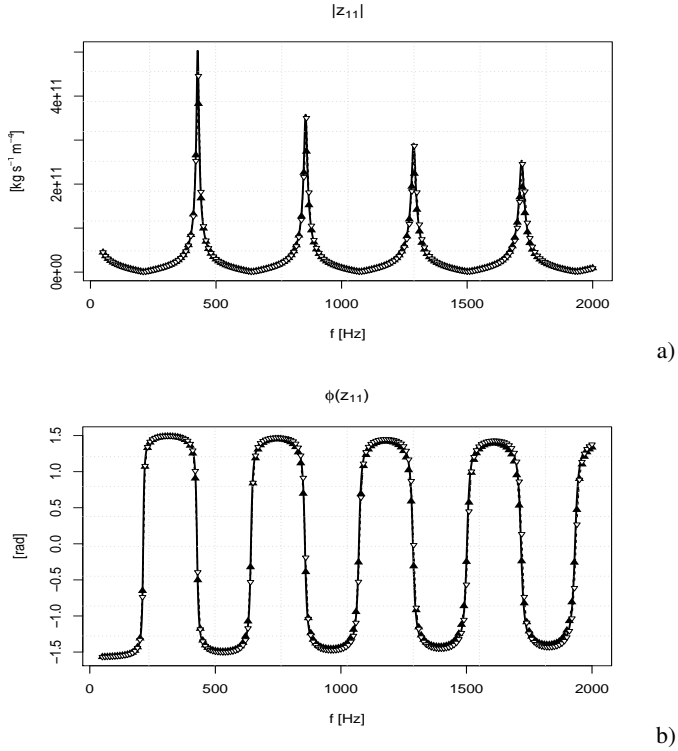 |z₁₁|
[kg s⁻¹ m⁻⁴]
4e+11
2e+11
0e+00
0 500 1000 1500 2000
f [Hz]
a)
ϕ(z₁₁)
[rad]
1.5
1.0
0.5
0.0
−0.5
−1.0
−1.5
0 500 1000 1500 2000
f [Hz]
b)